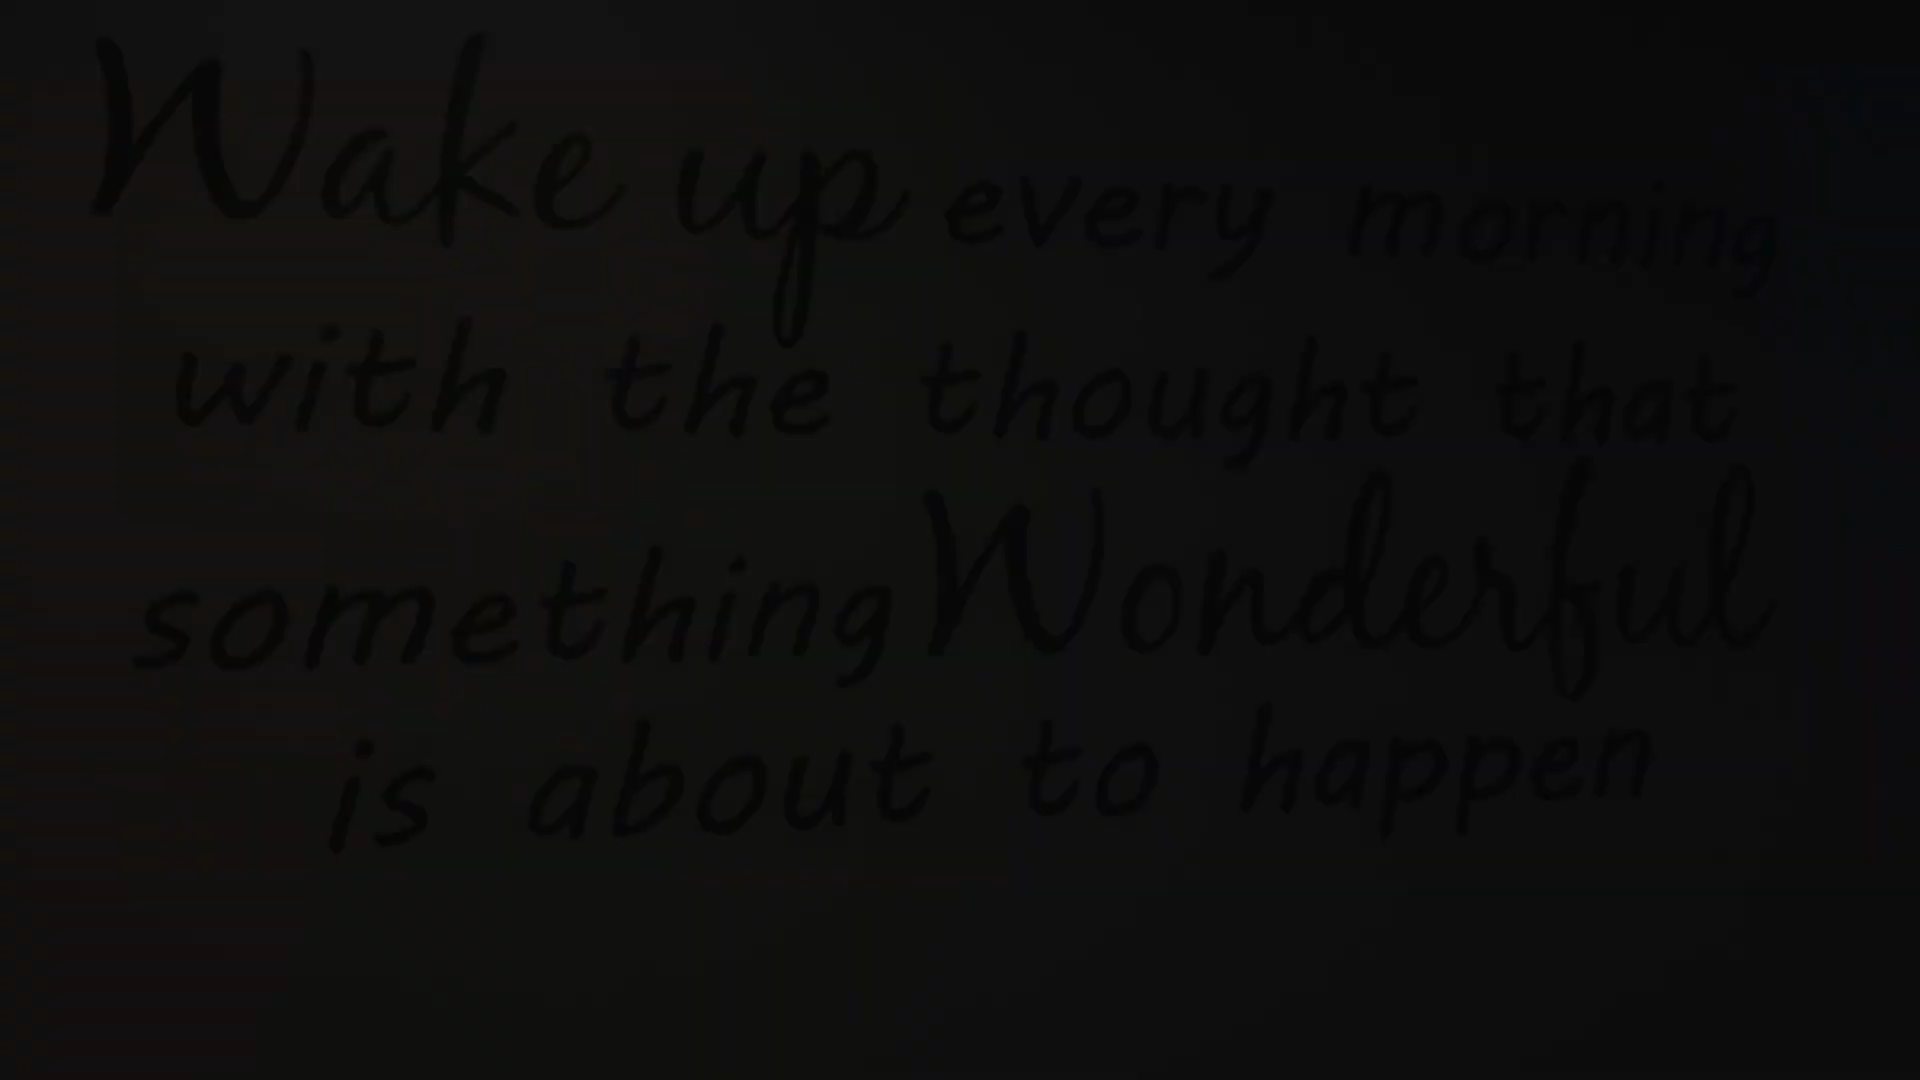 Wake up every morning
with the thought that
something Wonderful
is about to happen